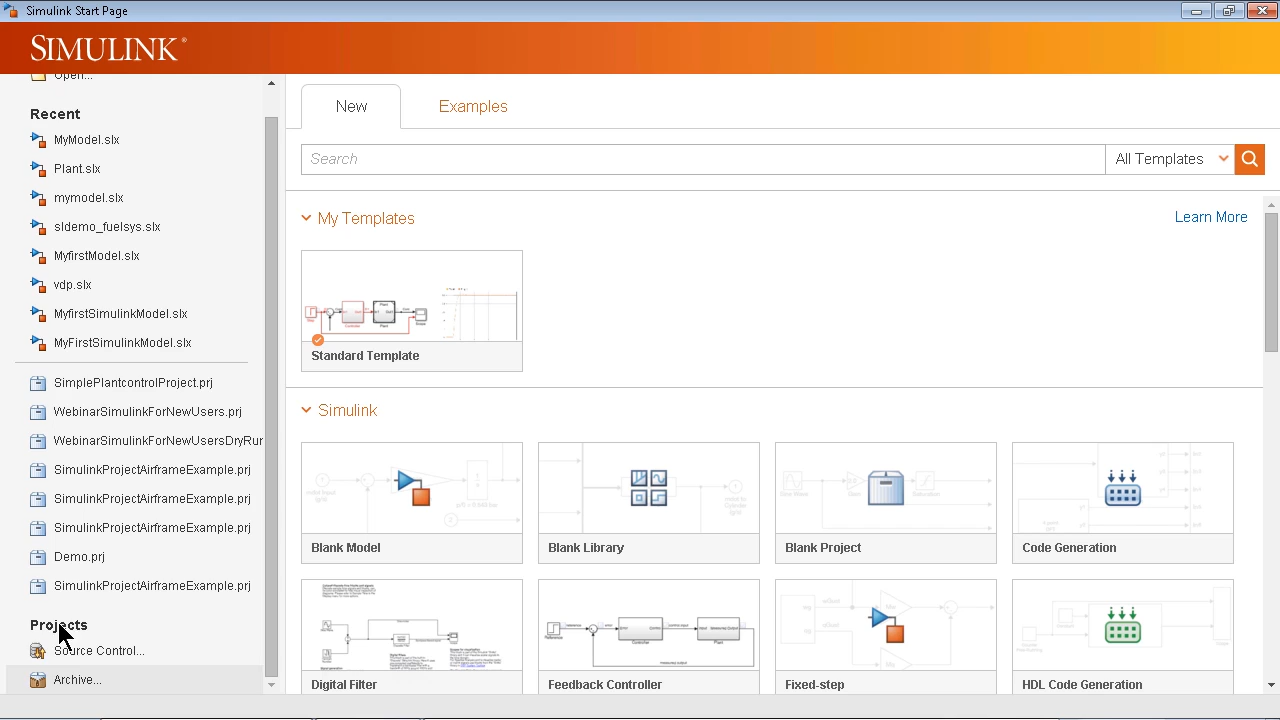 Simulink Start Page
SIMULINK®
Open...
Recent
MyModel.slx
Plant.slx
mymodel.slx
sldemo_fuelsys.slx
MyfirstModel.slx
vdp.slx
MyfirstSimulinkModel.slx
MyFirstSimulinkModel.slx
SimplePlantcontrolProject.prj
WebinarSimulinkForNewUsers.prj
WebinarSimulinkForNewUsersDryRur
SimulinkProjectAirframeExample.prj
SimulinkProjectAirframeExample.prj
SimulinkProjectAirframeExample.prj
Demo.prj
SimulinkProjectAirframeExample.prj
Projects
Source Control...
Archive...
New
Examples
Search
All Templates
My Templates
Learn More
Standard Template
Simulink
Blank Model
Blank Library
Blank Project
Code Generation
Digital Filter
Feedback Controller
Fixed-step
HDL Code Generation